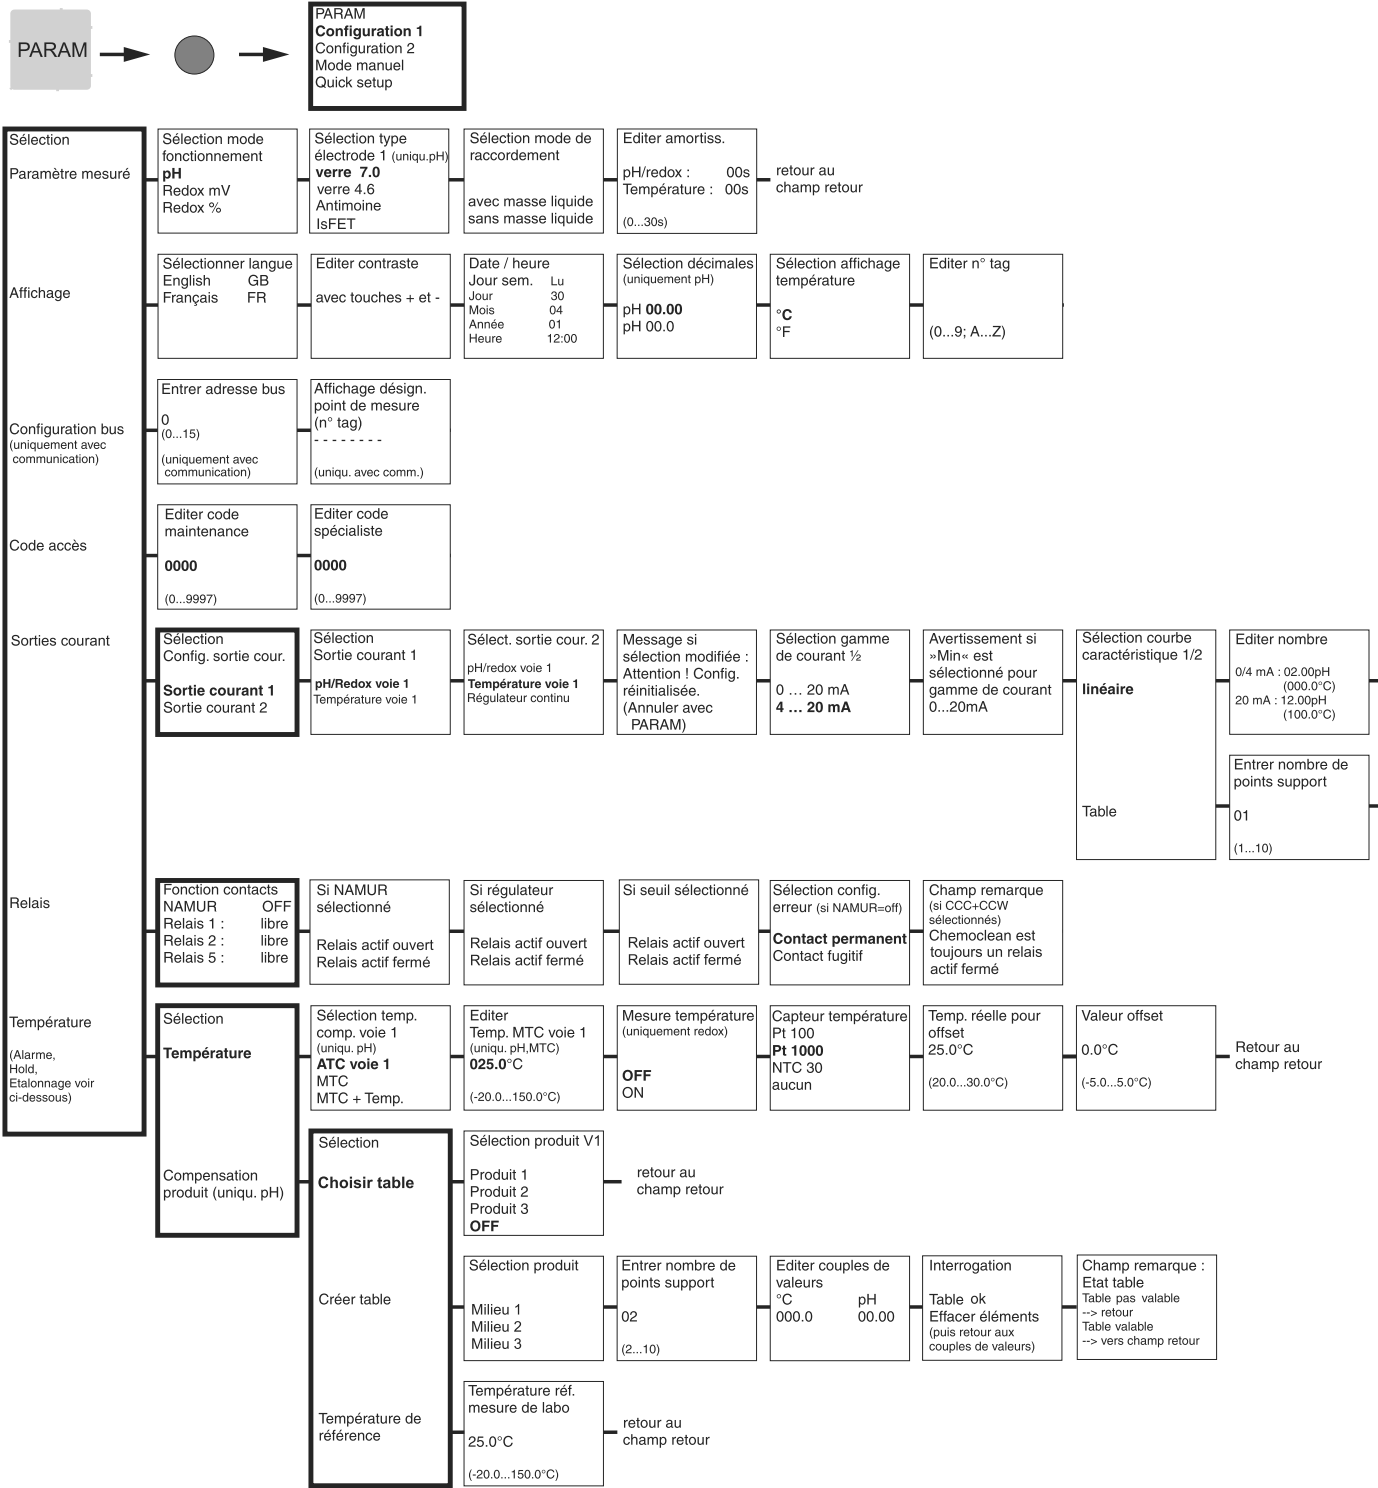 PARAM
PARAM
Configuration 1
Configuration 2
Mode manuel
Quick setup
Sélection
Paramètre mesuré
Sélection mode
fonctionnement
pH
Redox mV
Redox %
Sélection type
électrode 1 (uniqu.pH)
verre 7.0
verre 4.6
Antimoine
IsFET
Sélection mode de
raccordement
avec masse liquide
sans masse liquide
Editer amortiss.
pH/redox : 00s
Température : 00s
(0...30s)
retour au
champ retour
Affichage
Sélectionner langue
English GB
Français FR
Editer contraste
avec touches + et -
Date / heure
Jour sem. Lu
Jour 30
Mois 04
Année 01
Heure 12:00
Sélection décimales
(uniquement pH)
pH 00.00
pH 00.0
Sélection affichage
température
°C
°F
Editer n° tag
(0...9; A...Z)
Configuration bus
(uniquement avec
communication)
Entrer adresse bus
0
(0...15)
(uniquement avec
communication)
Affichage désign.
point de mesure
(n° tag)
- - - - - - - -
(uniqu. avec comm.)
Code accès
Editer code
maintenance
0000
(0...9997)
Editer code
spécialiste
0000
(0...9997)
Sorties courant
Sélection
Config. sortie cour.
Sortie courant 1
Sortie courant 2
Sélection
Sortie courant 1
pH/Redox voie 1
Température voie 1
Sélect. sortie cour. 2
pH/redox voie 1
Température voie 1
Régulateur continu
Message si
sélection modifiée :
Attention ! Config.
réinitialisée.
(Annuler avec
PARAM)
Sélection gamme
de courant ½
0 ... 20 mA
4 ... 20 mA
Avertissement si
»Min« est
sélectionné pour
gamme de courant
0...20mA
Sélection courbe
caractéristique 1/2
linéaire
Table
Editer nombre
0/4 mA : 02.00pH
(000.0°C)
20 mA : 12.00pH
(100.0°C)
Entrer nombre de
points support
01
(1...10)
Relais
Fonction contacts
NAMUR OFF
Relais 1 : libre
Relais 2 : libre
Relais 5 : libre
Si NAMUR
sélectionné
Relais actif ouvert
Relais actif fermé
Si régulateur
sélectionné
Relais actif ouvert
Relais actif fermé
Si seuil sélectionné
Relais actif ouvert
Relais actif fermé
Sélection config.
erreur (si NAMUR=off)
Contact permanent
Contact fugitif
Champ remarque
(si CCC+CCW
sélectionnés)
Chemoclean est
toujours un relais
actif fermé
Température
(Alarme,
Hold,
Etalonnage voir
ci-dessous)
Sélection
Température
Compensation
produit (uniqu. pH)
Sélection temp.
comp. voie 1
(uniqu. pH)
ATC voie 1
MTC
MTC + Temp.
Editer
Temp. MTC voie 1
(uniqu. pH,MTC)
025.0°C
(-20.0...150.0°C)
Mesure température
(uniquement redox)
OFF
ON
Capteur température
Pt 100
Pt 1000
NTC 30
aucun
Temp. réelle pour
offset
25.0°C
(20.0...30.0°C)
Valeur offset
0.0°C
(-5.0...5.0°C)
Retour au
champ retour
Sélection
Choisir table
Sélection produit V1
Produit 1
Produit 2
Produit 3
OFF
retour au
champ retour
Créer table
Sélection produit
Milieu 1
Milieu 2
Milieu 3
Entrer nombre de
points support
02
(2...10)
Editer couples de
valeurs
°C pH
000.0 00.00
Interrogation
Table ok
Effacer éléments
(puis retour aux
couples de valeurs)
Champ remarque :
Etat table
Table pas valable
--> retour
Table valable
--> vers champ retour
Température de
référence
Température réf.
mesure de labo
25.0°C
(-20.0...150.0°C)
retour au
champ retour